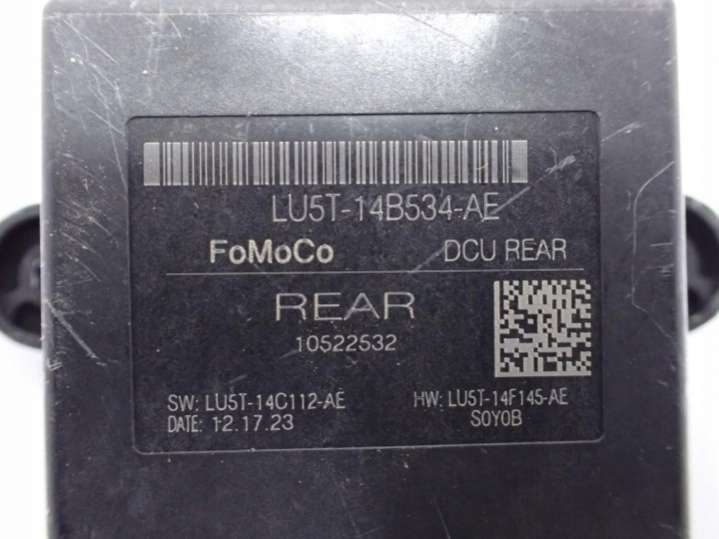 LU5T-14B534-AE
FoMoCo DCU REAR
REAR
10522532
SW: LU5T-14C112-AE HW: LU5T-14F145-AE
DATE: 12.17.23 S0Y0B